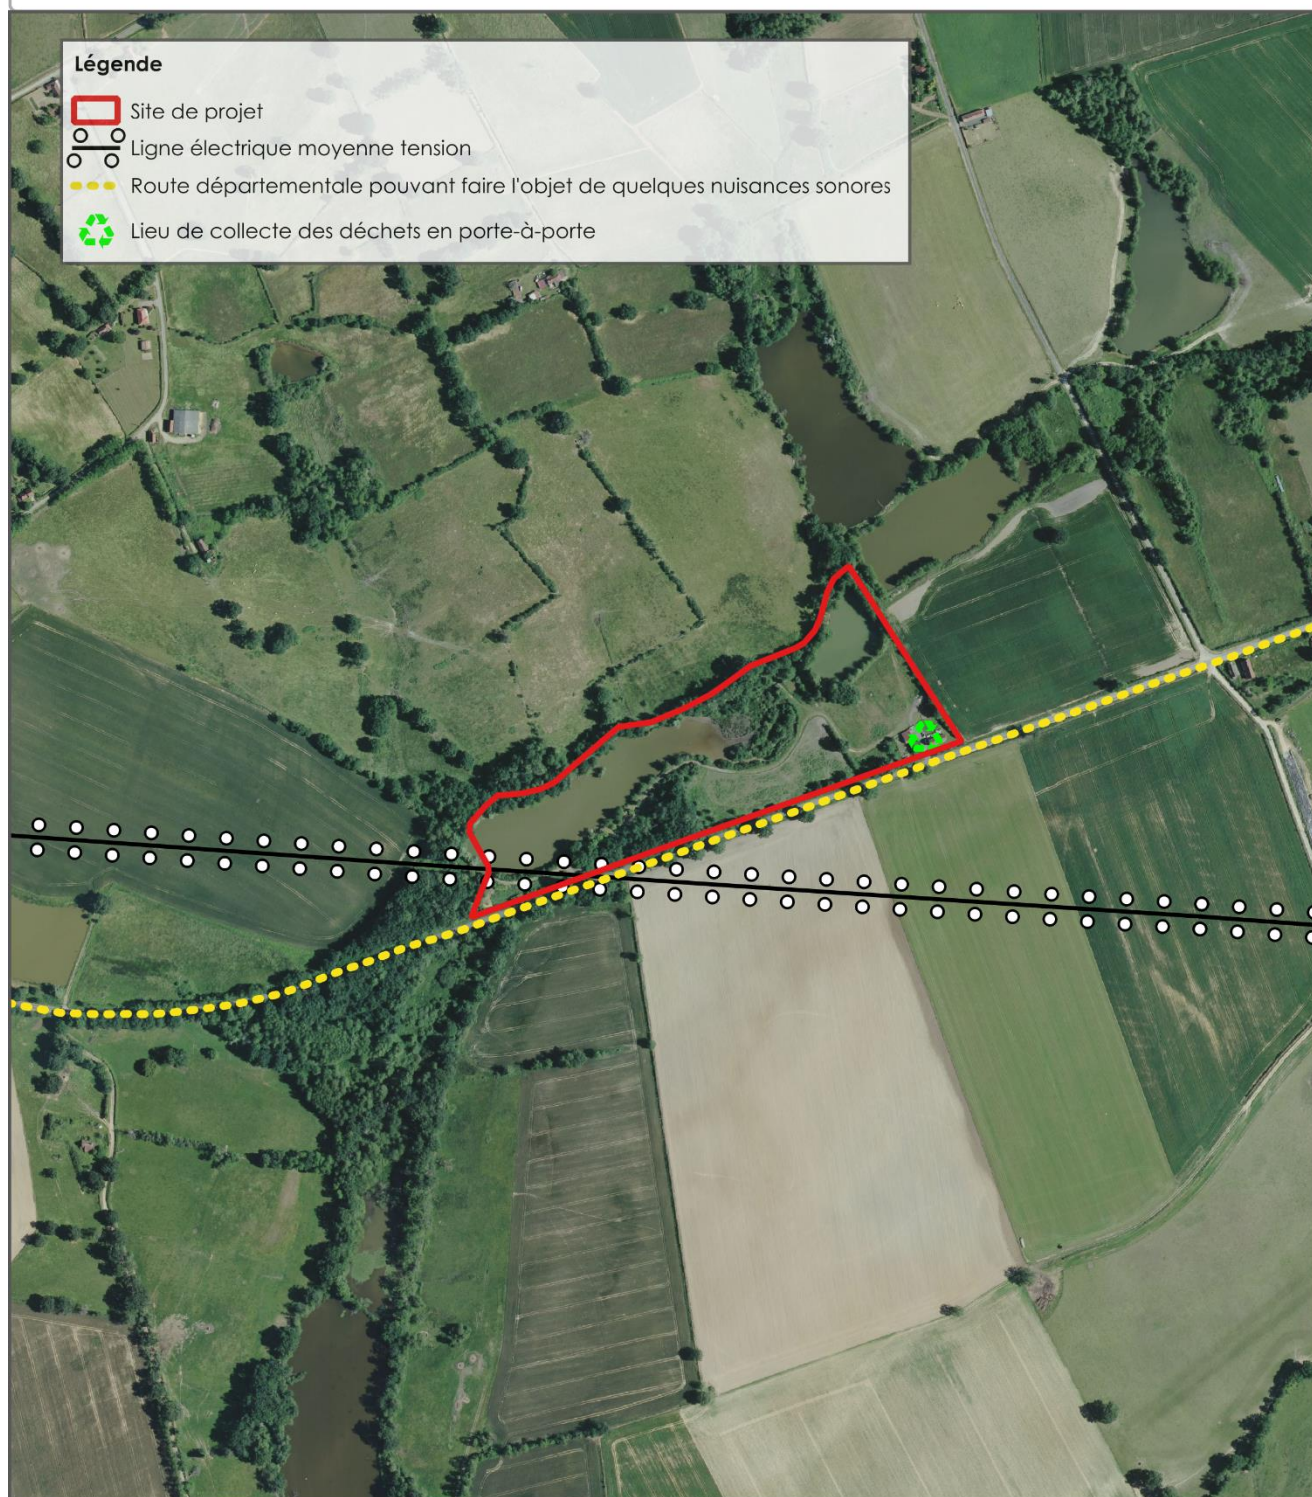 Légende
Site de projet
Ligne électrique moyenne tension
Route départementale pouvant faire l'objet de quelques nuisances sonores
Lieu de collecte des déchets en porte-à-porte